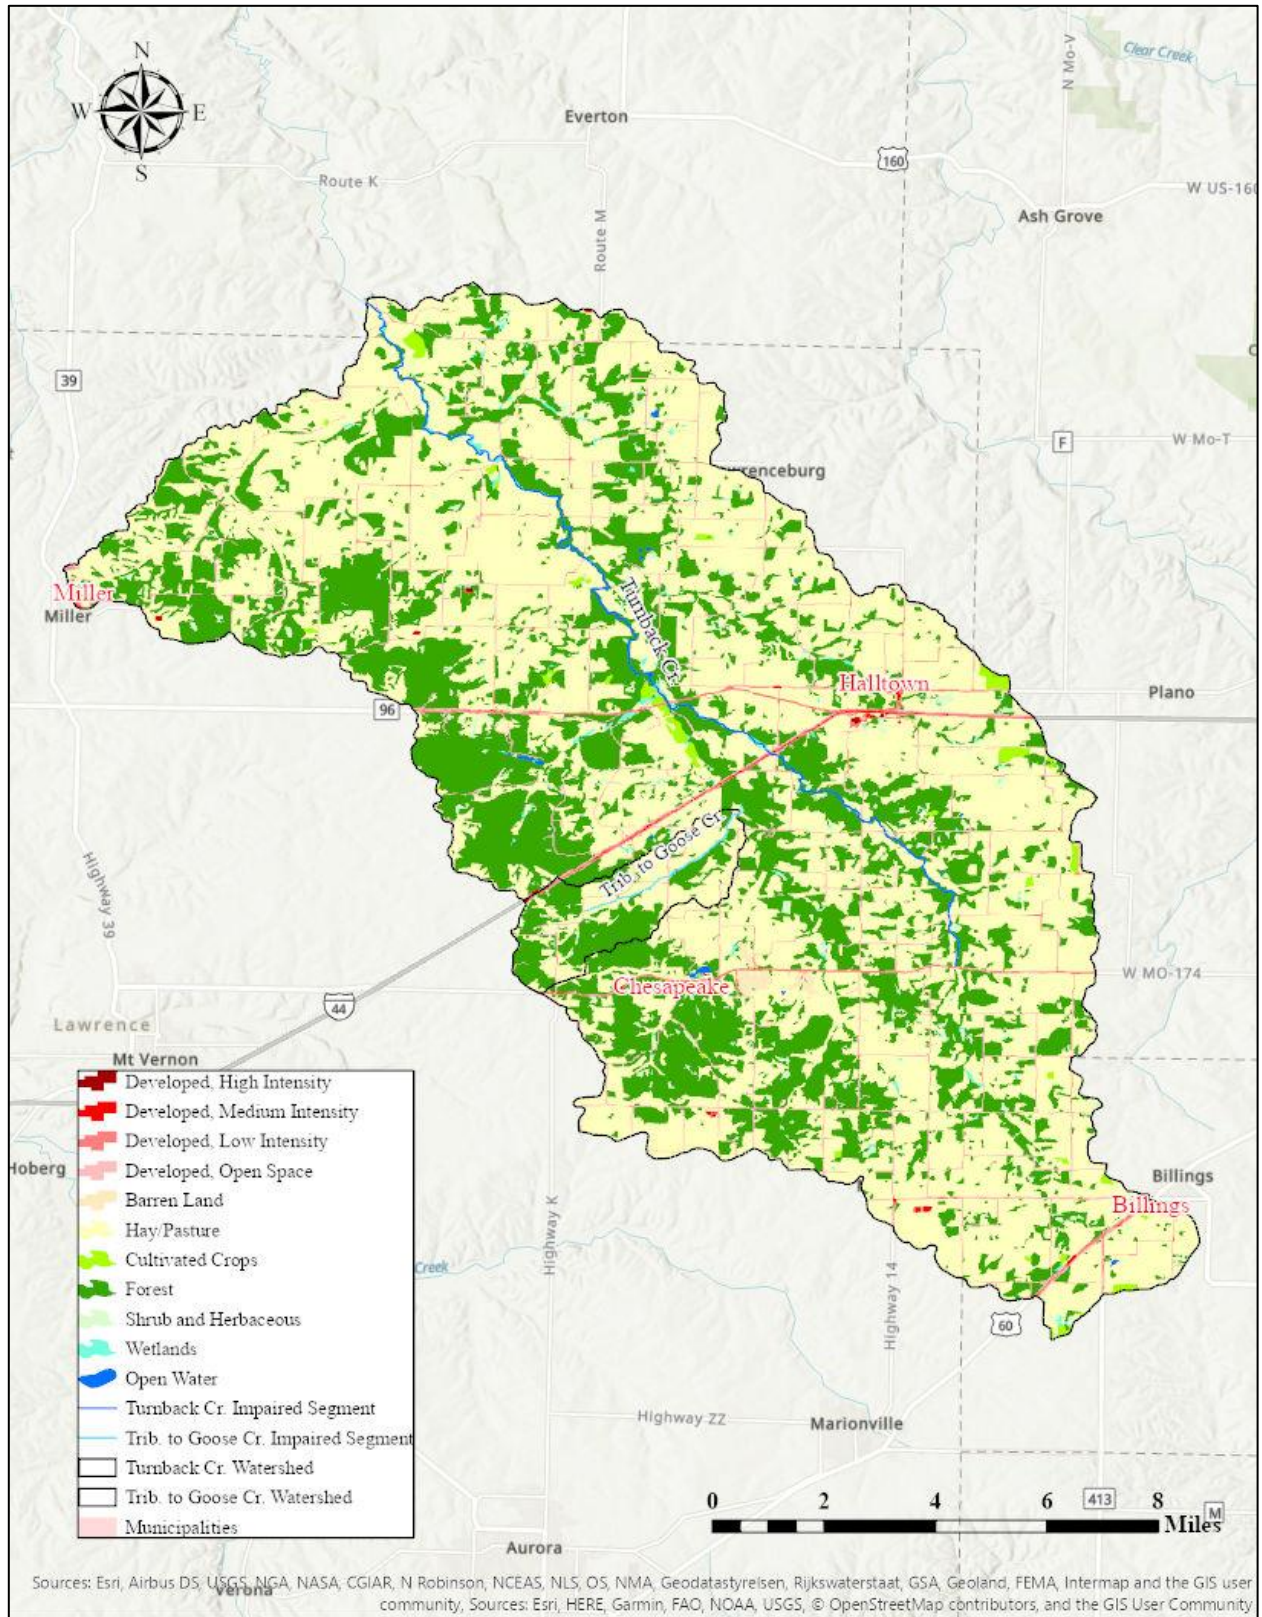 N
W
E
S
Clear Creek
N Mo-V
Everton
160
Route K
W US-160
Ash Grove
Route M
39
F
W Mo-T
wrenceburg
Miller
Miller
Turnback Cr.
Halltown
Plano
96
Trib. to Goose Cr.
Highway 39
W MO-174
Chesapeake
44
Lawrence
Mt Vernon
Developed, High Intensity
Developed, Medium Intensity
Developed, Low Intensity
Developed, Open Space
Barren Land
Hay/Pasture
Cultivated Crops
Forest
Shrub and Herbaceous
Wetlands
Open Water
Turnback Cr. Impaired Segment
Trib. to Goose Cr. Impaired Segment
Turnback Cr. Watershed
Trib. to Goose Cr. Watershed
Municipalities
Hoberg
Billings
Billings
Highway K
Creek
Highway 14
60
Highway ZZ
Marionville
0 2 4 6 8
Miles
413
M
Aurora
Verona
Sources: Esri, Airbus DS, USGS, NGA, NASA, CGIAR, N Robinson, NCEAS, NLS, OS, NMA, Geodatastyrelsen, Rijkswaterstaat, GSA, Geoland, FEMA, Intermap and the GIS user
community, Sources: Esri, HERE, Garmin, FAO, NOAA, USGS, © OpenStreetMap contributors, and the GIS User Community